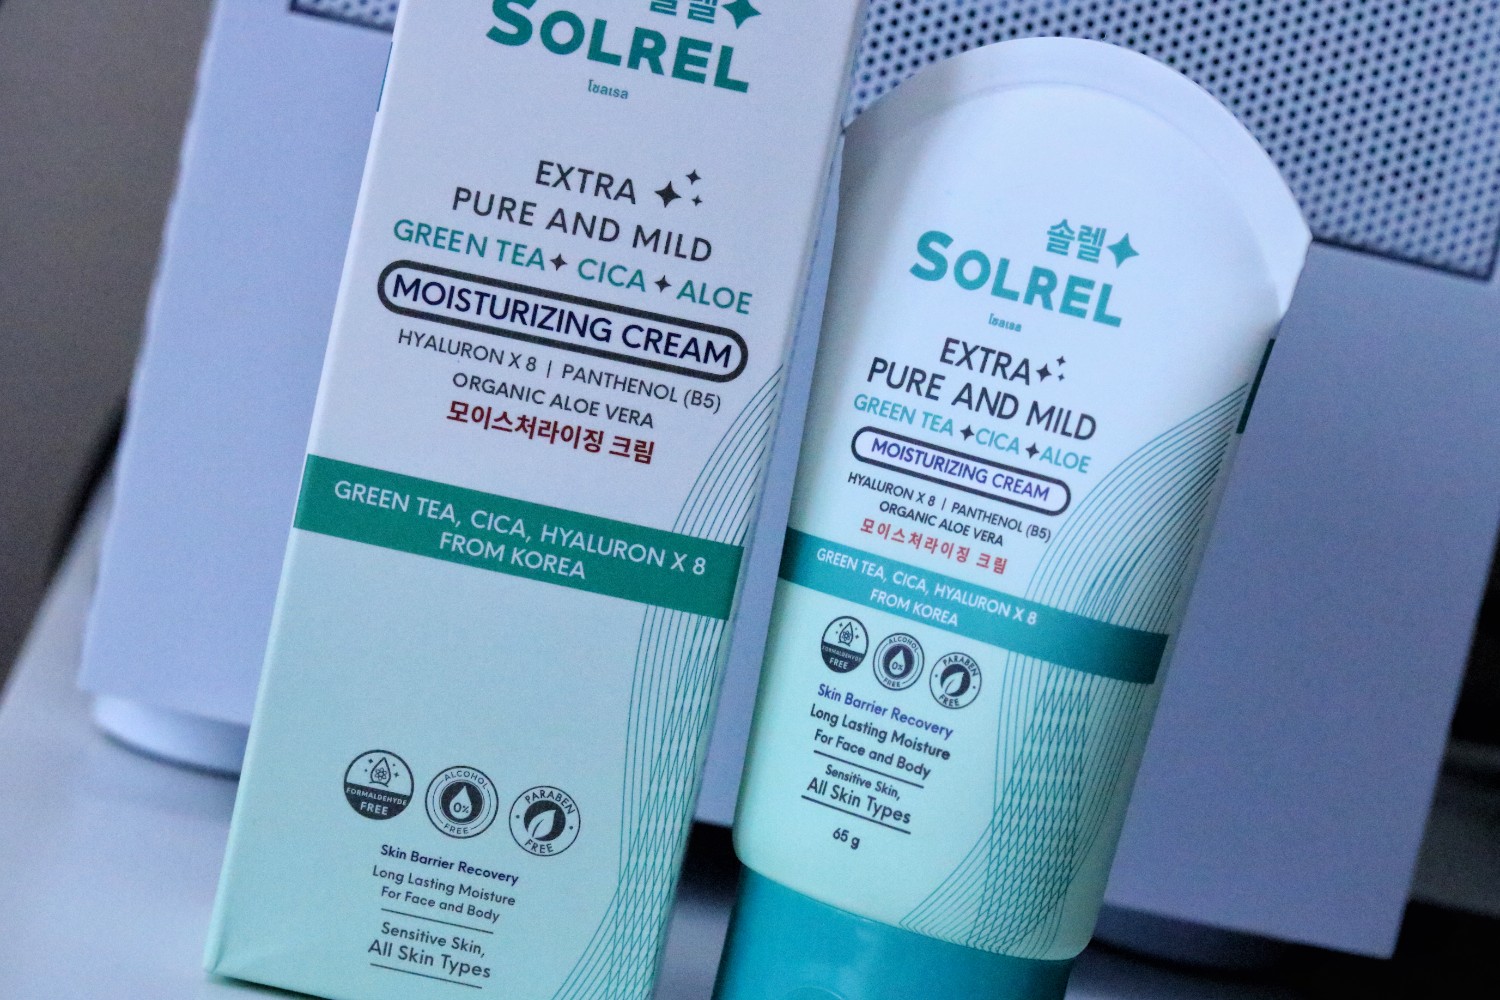 솔렐
SOLREL
โซลเรล
EXTRA
PURE AND MILD
GREEN TEA CICA ALOE
MOISTURIZING CREAM
HYALURON X 8 | PANTHENOL (B5)
ORGANIC ALOE VERA
모이스처라이징 크림
GREEN TEA, CICA, HYALURON X 8
FROM KOREA
FORMALDEHYDE
FREE
ALCOHOL
0%
FREE
PARABEN
FREE
Skin Barrier Recovery
Long Lasting Moisture
For Face and Body
Sensitive Skin,
All Skin Types
솔렐
SOLREL
โซลเรล
EXTRA
PURE AND MILD
GREEN TEA CICA ALOE
MOISTURIZING CREAM
HYALURON X 8 | PANTHENOL (B5)
ORGANIC ALOE VERA
모이스처라이징 크림
GREEN TEA, CICA, HYALURON X 8
FROM KOREA
FORMALDEHYDE
FREE
ALCOHOL
0%
FREE
PARABEN
FREE
Skin Barrier Recovery
Long Lasting Moisture
For Face and Body
Sensitive Skin,
All Skin Types
65 g